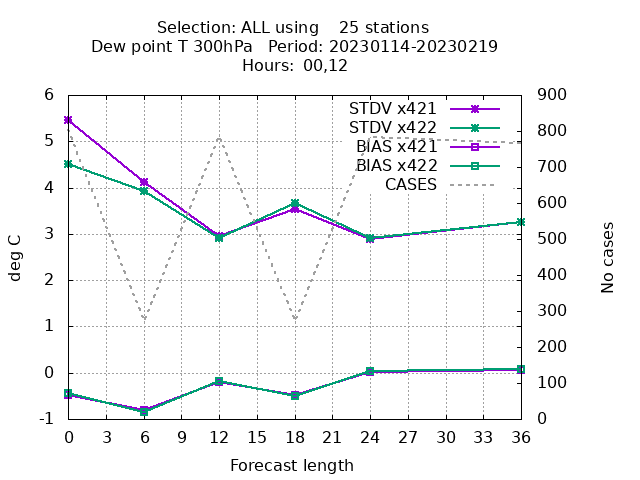 Selection: ALL using    25 stations
Dew point T 300hPa   Period: 20230114-20230219
Hours: 00,12
6
5
4
3
2
1
0
-1
deg C
STDV x421
STDV x422
BIAS x421
BIAS x422
CASES
900
800
700
600
500
400
300
200
100
0
No cases
0 3 6 9 12 15 18 21 24 27 30 33 36
Forecast length